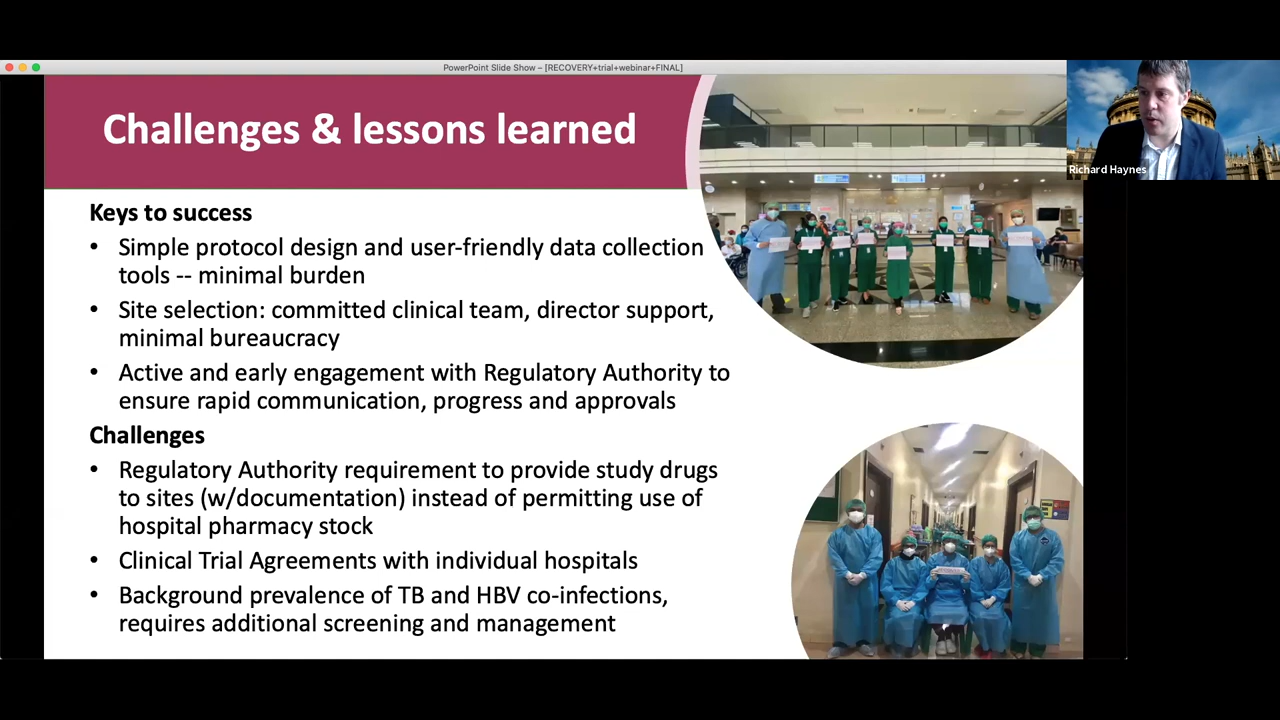 PowerPoint Slide Show – [RECOVERY+trial+webinar+FINAL]
Challenges & lessons learned
Richard Haynes
Keys to success
• Simple protocol design and user-friendly data collection
tools -- minimal burden
• Site selection: committed clinical team, director support,
minimal bureaucracy
• Active and early engagement with Regulatory Authority to
ensure rapid communication, progress and approvals
Challenges
• Regulatory Authority requirement to provide study drugs
to sites (w/documentation) instead of permitting use of
hospital pharmacy stock
• Clinical Trial Agreements with individual hospitals
• Background prevalence of TB and HBV co-infections,
requires additional screening and management